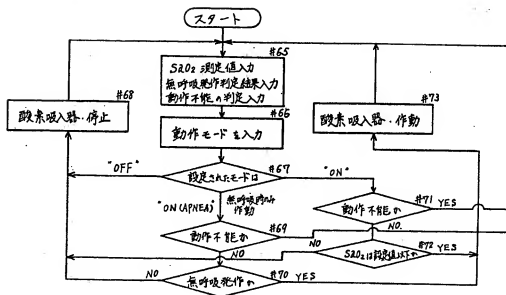 スタート
#65
SaO2 測定値入力
無呼吸発作判定結果入力
動作不能の判定入力
#68
酸素吸入器・停止
#73
酸素吸入器・作動
#66
動作モードを入力
"OFF"
#67
設定されたモードは
"ON"
"ON(APNEA)"
無呼吸時のみ
作動
#71
動作不能か
YES
NO
#69
動作不能か
NO
NO
#72
SaO2は設定値以下か
YES
#70
無呼吸発作か
NO
YES